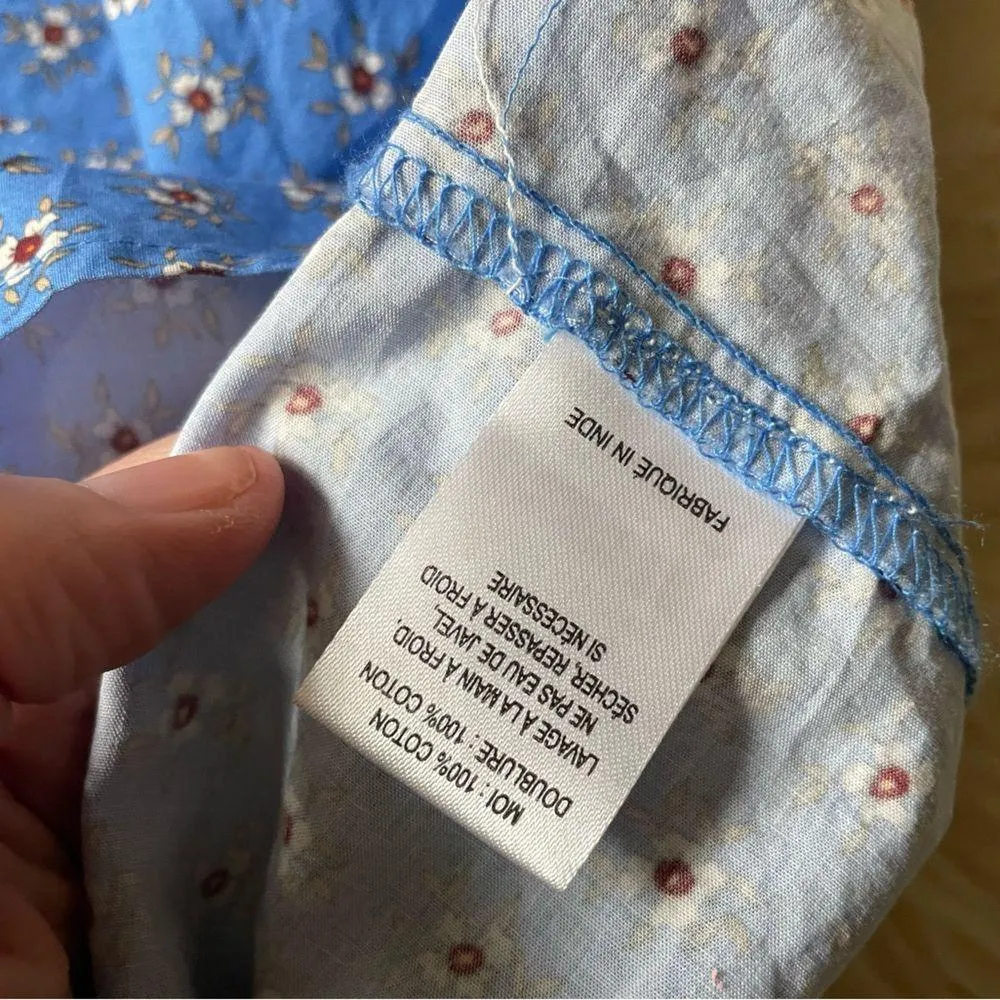 MOI : 100% COTON
DOUBLURE : 100% COTON
LAVAGE À LA MAIN À FROID,
NE PAS EAU DE JAVEL,
SÉCHER, REPASSER À FROID
SI NÉCESSAIRE
FABRIQUÉ IN INDE